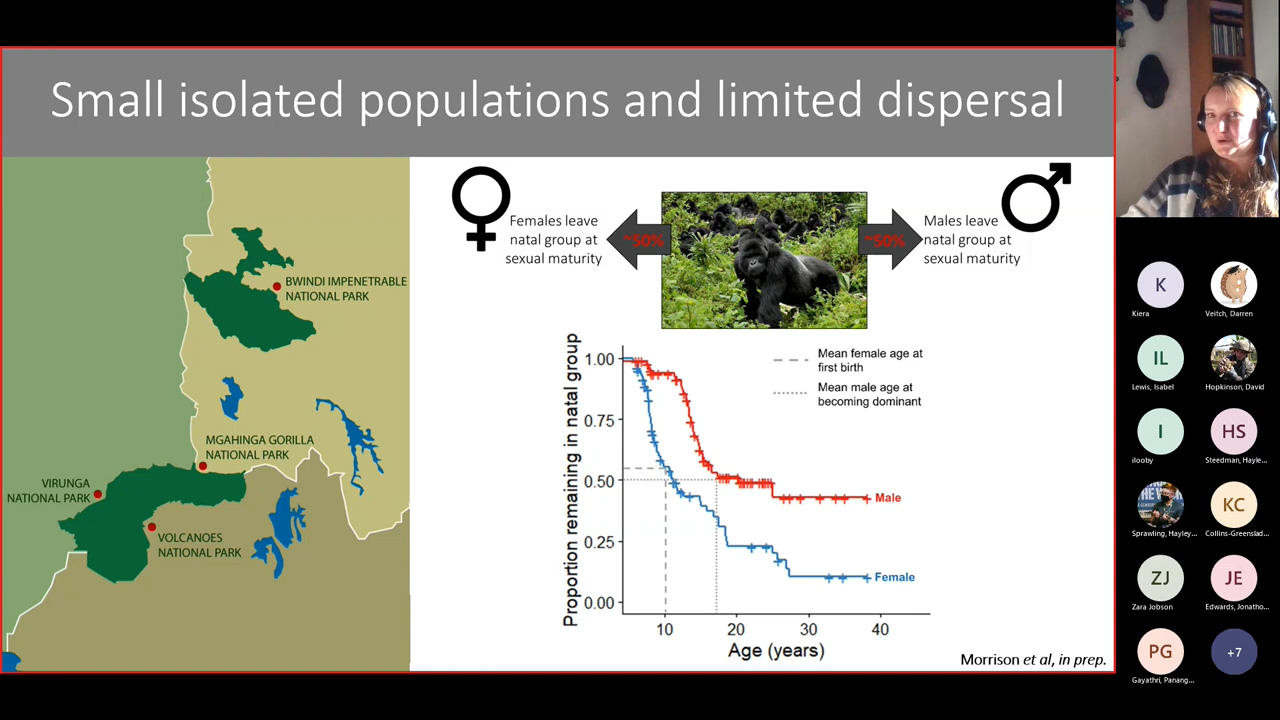 Small isolated populations and limited dispersal
BWINDI IMPENETRABLE
NATIONAL PARK
MGAHINGA GORILLA
NATIONAL PARK
VIRUNGA
NATIONAL PARK
VOLCANOES
NATIONAL PARK
Females leave
natal group at
sexual maturity
~50%
~50%
Males leave
natal group at
sexual maturity
Proportion remaining in natal group
1.00
0.75
0.50
0.25
0.00
Mean female age at
first birth
Mean male age at
becoming dominant
Male
Female
10
20
30
40
Age (years)
Morrison et al, in prep.
K
Kiera
Veitch, Darren
IL
Lewis, Isabel
Hopkinson, David
I
ilooby
HS
Steedman, Hayle...
Sprawling, Hayley...
KC
Collins-Greenslad...
ZJ
Zara Jobson
JE
Edwards, Jonatho...
PG
Gayathri, Panang...
+7